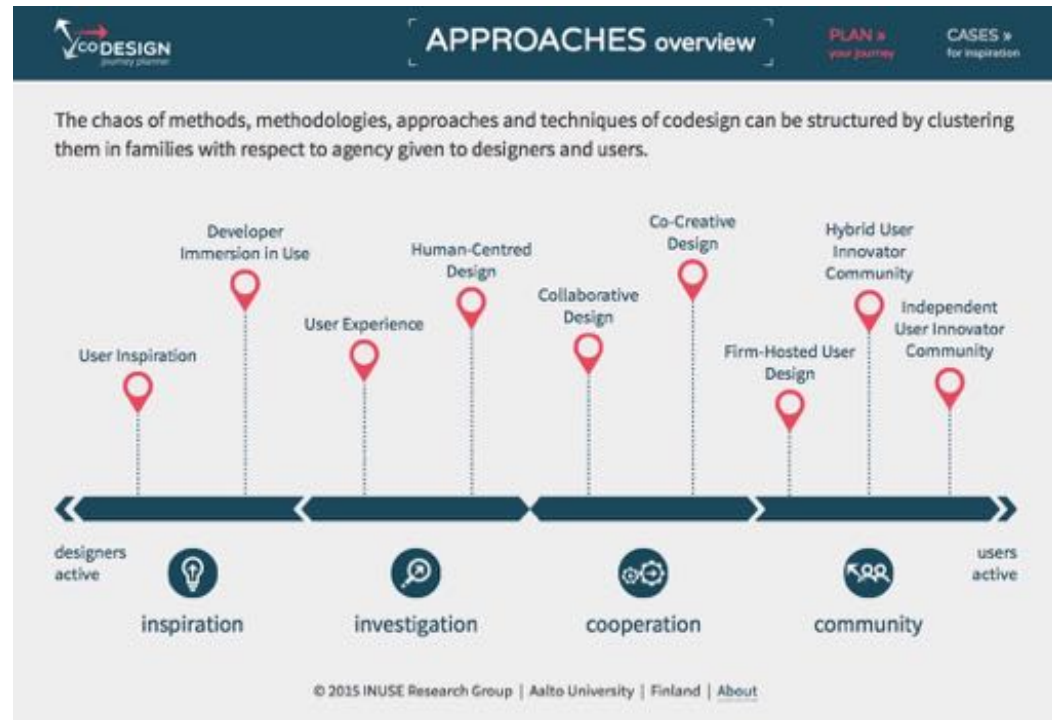 coDESIGN
journey planner
APPROACHES overview
PLAN »
your journey
CASES »
for inspiration
The chaos of methods, methodologies, approaches and techniques of codesign can be structured by clustering
them in families with respect to agency given to designers and users.
Developer
Immersion in Use
Co-Creative
Design
Hybrid User
Innovator
Community
Human-Centred
Design
Collaborative
Design
Independent
User Innovator
Community
User Experience
User Inspiration
Firm-Hosted User
Design
designers
active
users
active
inspiration
investigation
cooperation
community
© 2015 INUSE Research Group | Aalto University | Finland | About